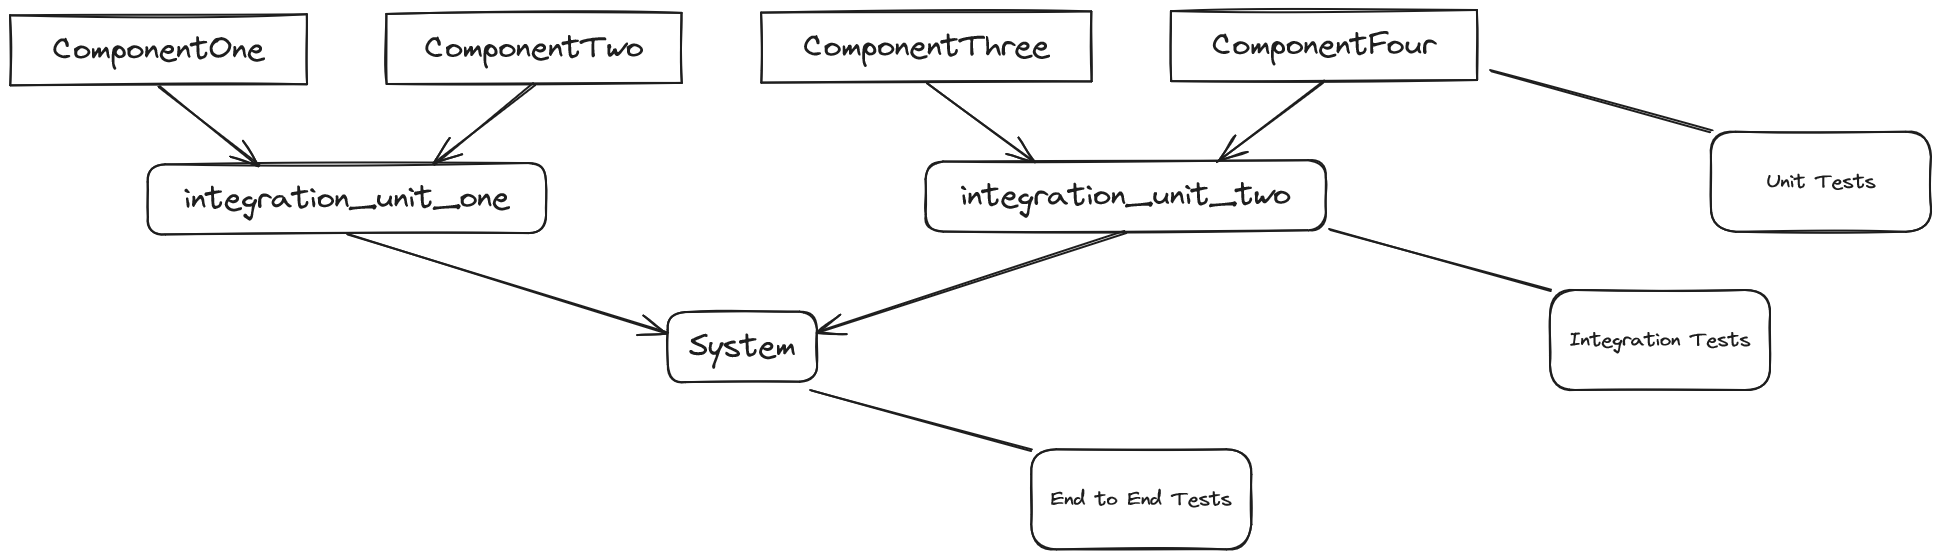 ComponentOne
ComponentTwo
ComponentThree
ComponentFour
integration_unit_one
integration_unit_two
Unit Tests
System
Integration Tests
End to End Tests